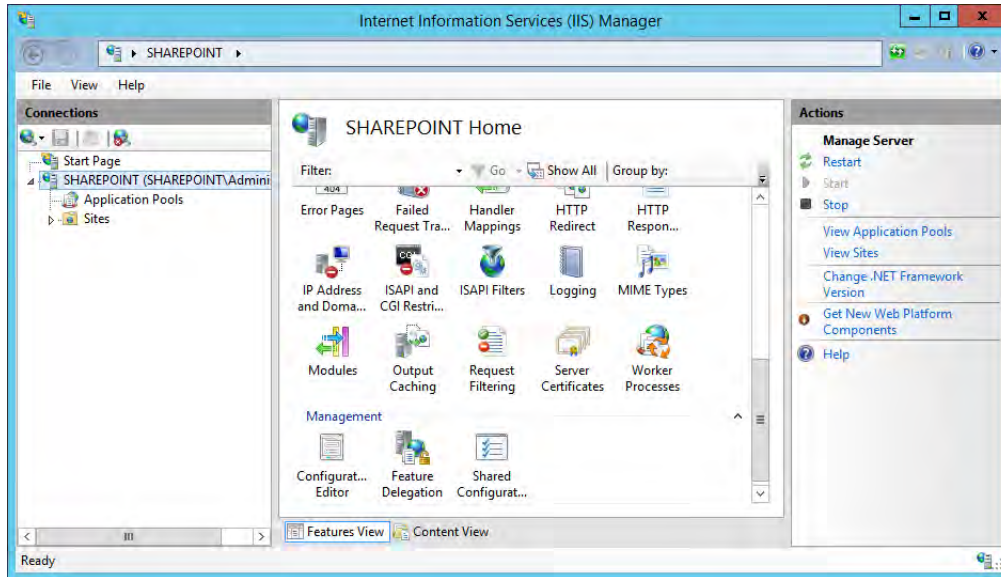 Internet Information Services (IIS) Manager
SHAREPOINT
File View Help
Connections
Start Page
SHAREPOINT (SHAREPOINT\Admini
Application Pools
Sites
SHAREPOINT Home
Filter: Go Show All Group by:
404
Error Pages Failed Request Tra... Handler Mappings HTTP Redirect HTTP Respon...
CGI
IP Address and Doma... ISAPI and CGI Restri... ISAPI Filters Logging MIME Types
Modules Output Caching Request Filtering Server Certificates Worker Processes
Management
Configurat... Editor Feature Delegation Shared Configurat...
Features View Content View
Actions
Manage Server
Restart
Start
Stop
View Application Pools
View Sites
Change .NET Framework
Version
Get New Web Platform
Components
Help
Ready